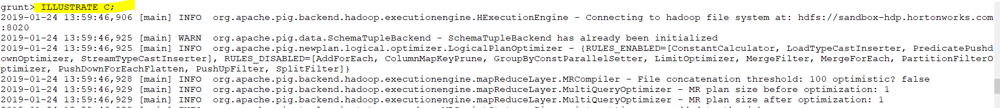 grunt> ILLUSTRATE C;
2019-01-24 13:59:46,906 [main] INFO  org.apache.pig.backend.hadoop.executionengine.HExecutionEngine - Connecting to hadoop file system at: hdfs://sandbox-hdp.hortonworks.com
:8020
2019-01-24 13:59:46,925 [main] WARN  org.apache.pig.data.SchemaTupleBackend - SchemaTupleBackend has already been initialized
2019-01-24 13:59:46,925 [main] INFO  org.apache.pig.newplan.logical.optimizer.LogicalPlanOptimizer - {RULES_ENABLED=[ConstantCalculator, LoadTypeCastInserter, PredicatePushd
ownOptimizer, StreamTypeCastInserter], RULES_DISABLED=[AddForEach, ColumnMapKeyPrune, GroupByConstParallelSetter, LimitOptimizer, MergeFilter, MergeForEach, PartitionFilterO
ptimizer, PushDownForEachFlatten, PushUpFilter, SplitFilter]}
2019-01-24 13:59:46,928 [main] INFO  org.apache.pig.backend.hadoop.executionengine.mapReduceLayer.MRCompiler - File concatenation threshold: 100 optimistic? false
2019-01-24 13:59:46,929 [main] INFO  org.apache.pig.backend.hadoop.executionengine.mapReduceLayer.MultiQueryOptimizer - MR plan size before optimization: 1
2019-01-24 13:59:46,929 [main] INFO  org.apache.pig.backend.hadoop.executionengine.mapReduceLayer.MultiQueryOptimizer - MR plan size after optimization: 1